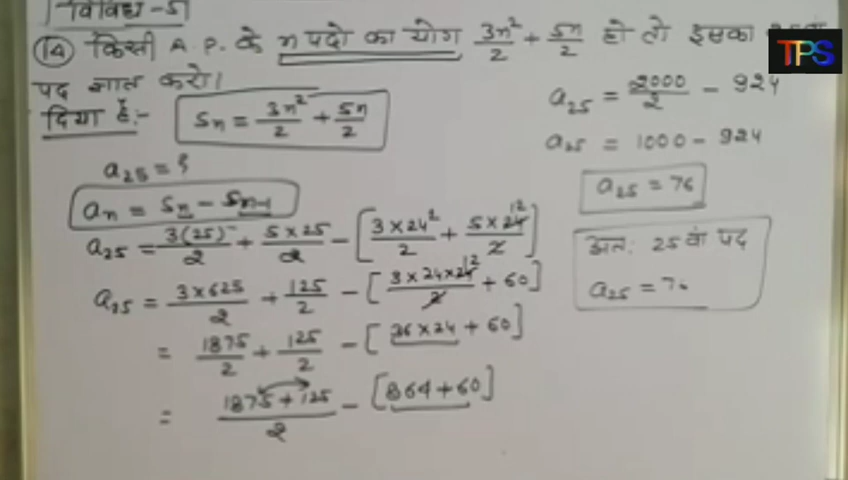 विविध-5
(14) किसी A.P. के n पदो का योग 3n²/2 + 5n/2 हो तो इसका
पद ज्ञात करो।
दिया है:-
Sn = 3n²/2 + 5n/2
a25 = ?
an = Sn - Sn-1
a25 = 3(25)²/2 + 5×25/2 - [3×24²/2 + 5×24/2] 12
a25 = 3×625/2 + 125/2 - [3×24×24/2 + 60] 12
= 1875/2 + 125/2 - [36×24 + 60]
= 1875+125/2 - [864+60]
TPS
a25 = 2000/2 - 924
a25 = 1000 - 924
a25 = 76
अतः 25 वां पद
a25 = 76